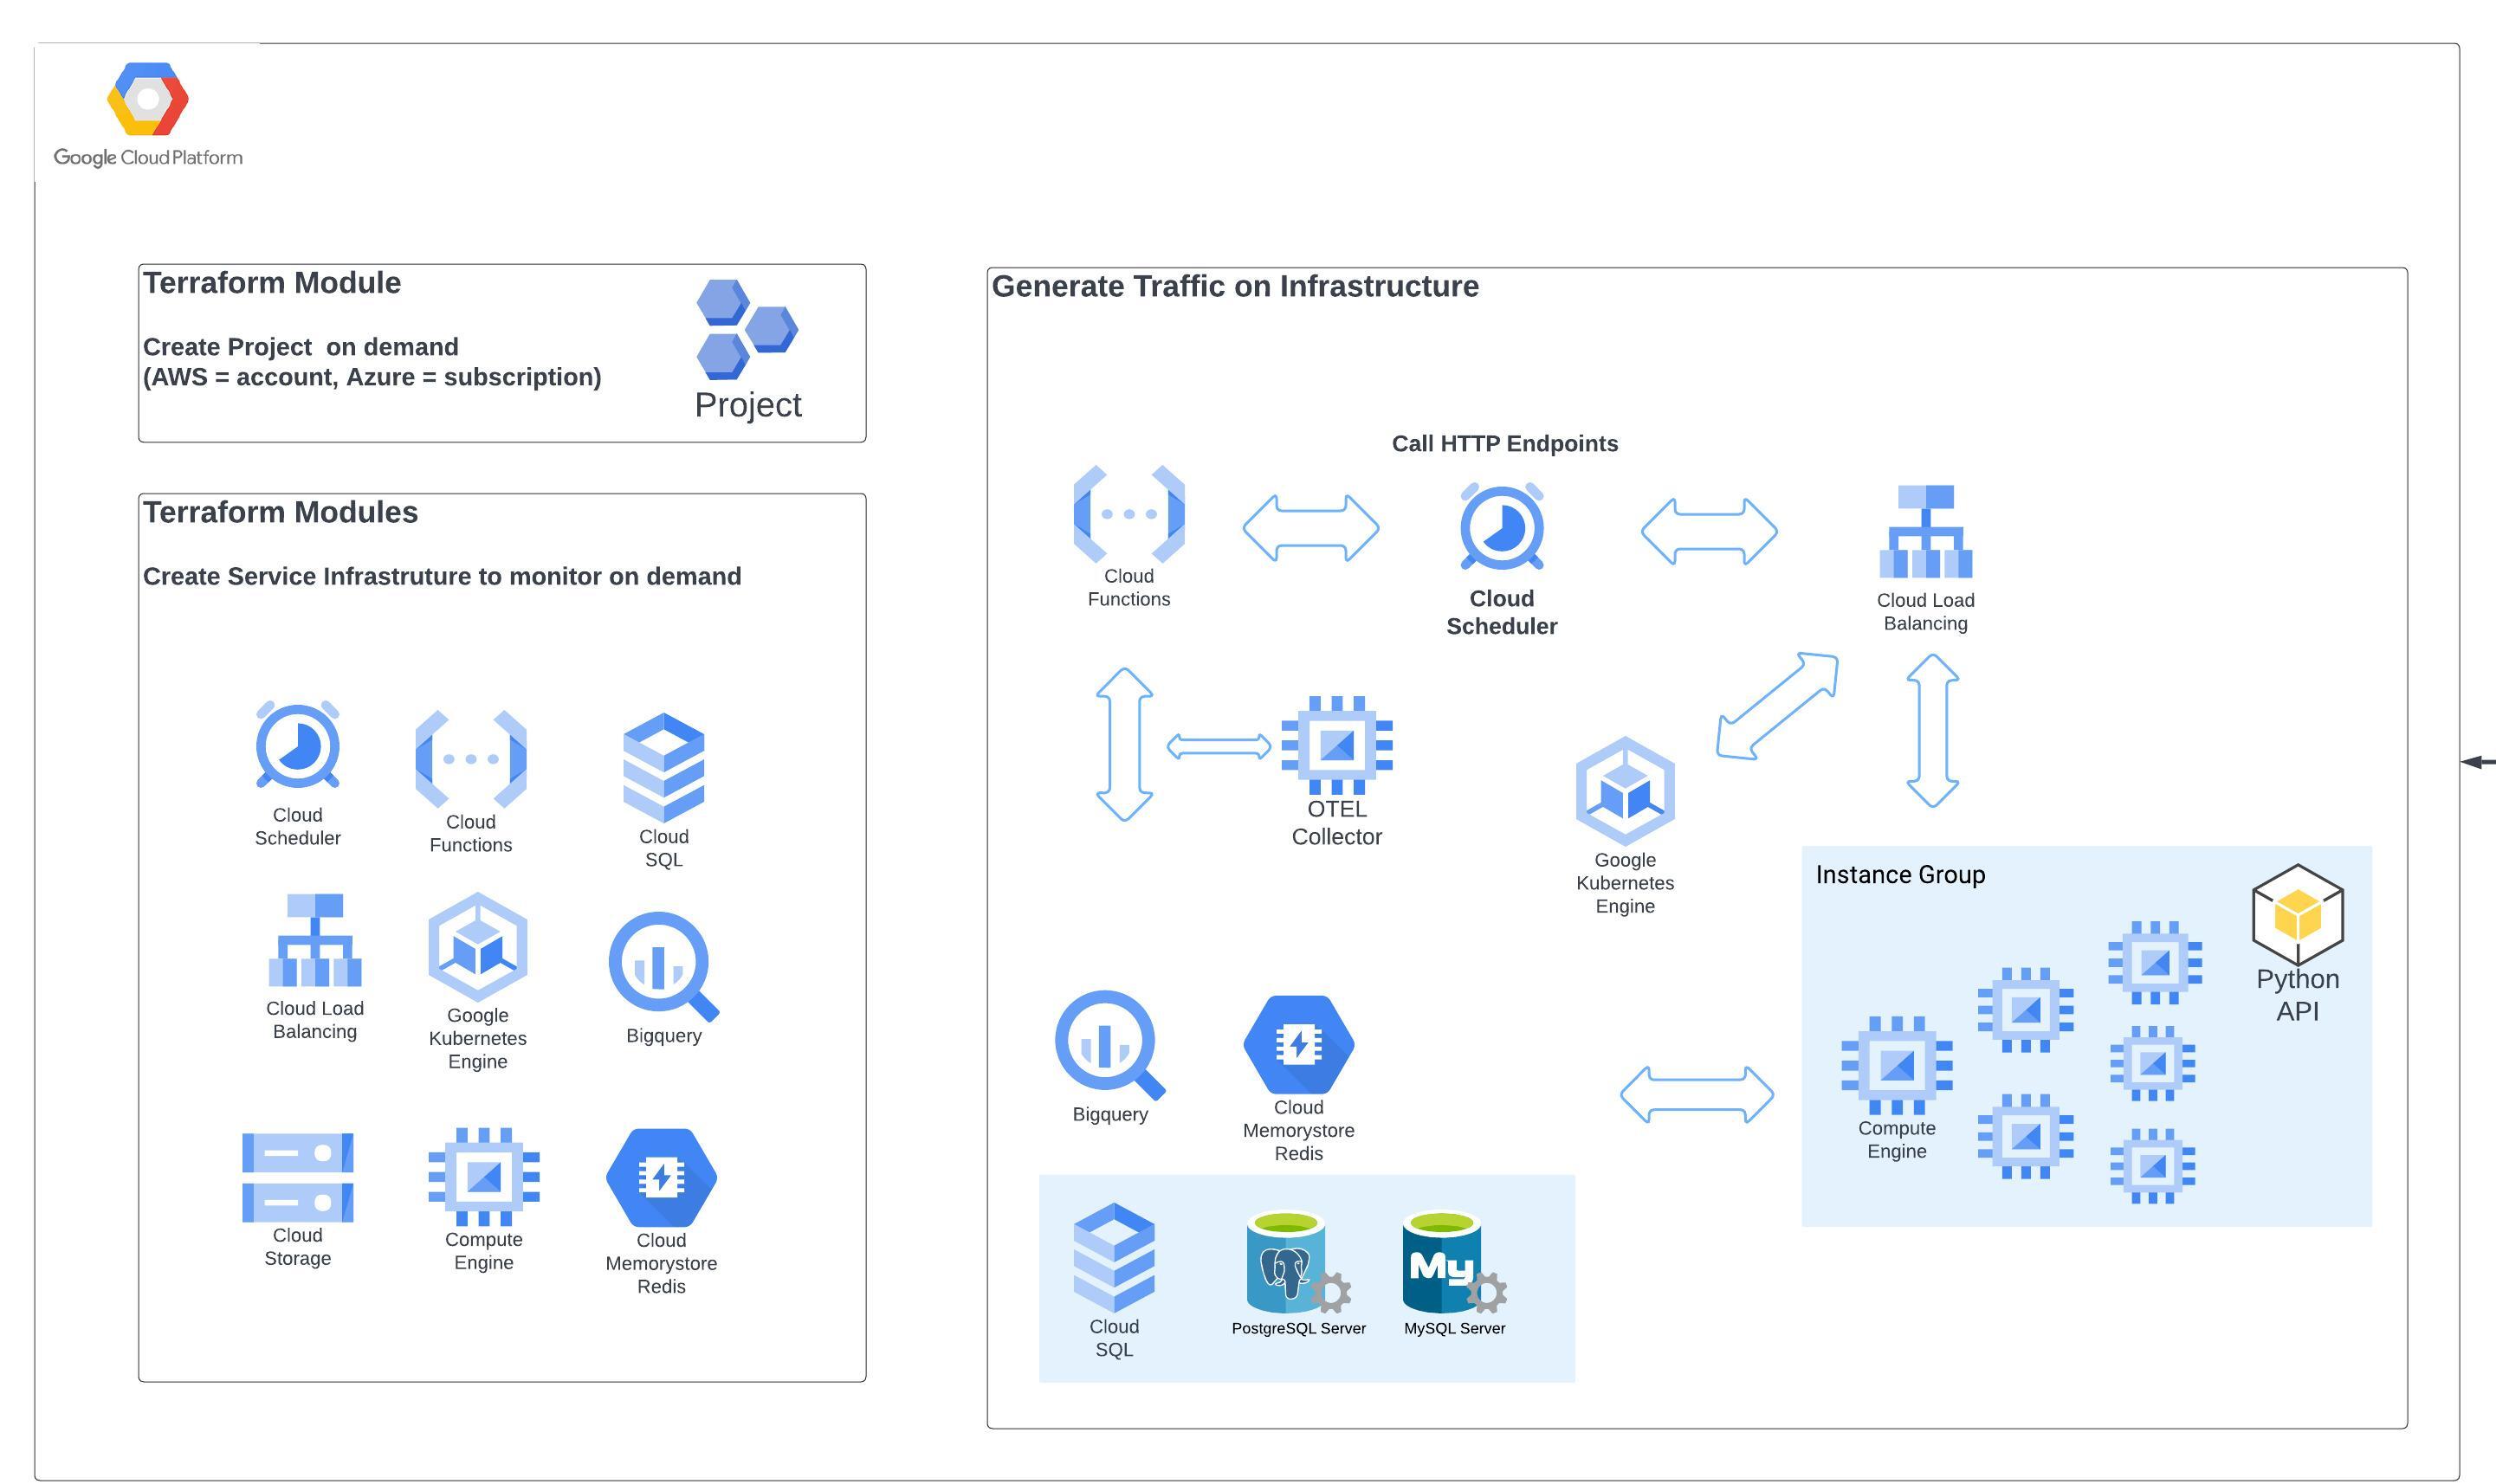 Google Cloud Platform
Terraform Module
Create Project  on demand
(AWS = account, Azure = subscription)
Project
Terraform Modules
Create Service Infrastruture to monitor on demand
Cloud
Scheduler
Cloud
Functions
Cloud
SQL
Cloud Load
Balancing
Google
Kubernetes
Engine
Bigquery
Cloud
Storage
Compute
Engine
Cloud
Memorystore
Redis
Generate Traffic on Infrastructure
Call HTTP Endpoints
Cloud
Functions
Cloud
Scheduler
Cloud Load
Balancing
OTEL
Collector
Google
Kubernetes
Engine
Instance Group
Python
API
Compute
Engine
Bigquery
Cloud
Memorystore
Redis
Cloud
SQL
PostgreSQL Server
My
MySQL Server